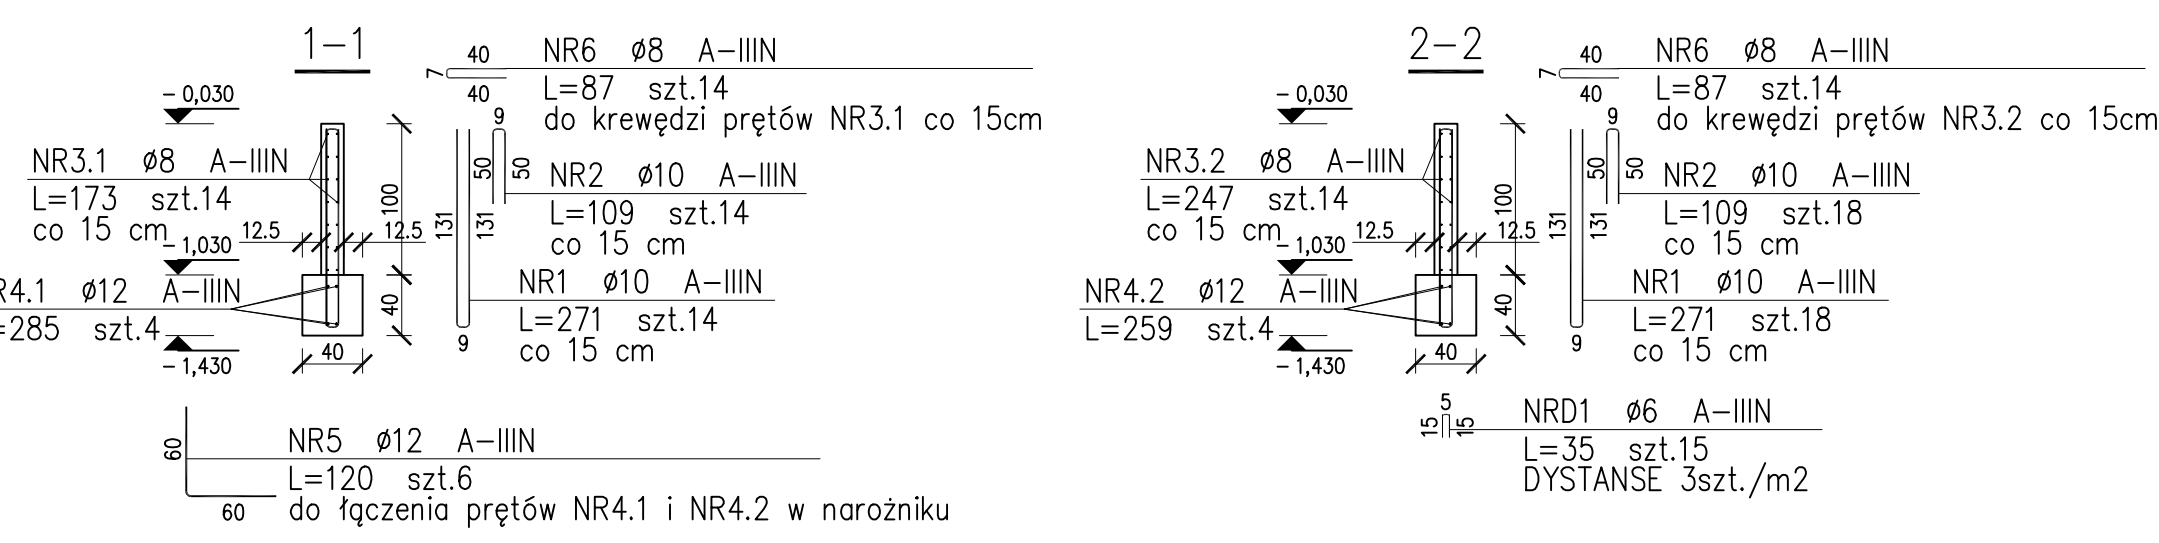 1-1
40
NR6 ø8 A-IIIN
7
L=87 szt.14
40
do krewędzi prętów NR3.1 co 15cm
- 0,030
9
NR3.1 ø8 A-IIIN
L=173 szt.14
co 15 cm
100
50
50
NR2 ø10 A-IIIN
L=109 szt.14
co 15 cm
131
131
12.5
12.5
- 1,030
R4.1 ø12 A-IIIN
=285 szt.4
40
NR1 ø10 A-IIIN
L=271 szt.14
co 15 cm
9
40
- 1,430
60
NR5 ø12 A-IIIN
L=120 szt.6
do łączenia prętów NR4.1 i NR4.2 w narożniku
60
2-2
40
NR6 ø8 A-IIIN
7
L=87 szt.14
40
do krewędzi prętów NR3.2 co 15cm
- 0,030
9
NR3.2 ø8 A-IIIN
L=247 szt.14
co 15 cm
100
50
50
NR2 ø10 A-IIIN
L=109 szt.18
co 15 cm
131
131
12.5
12.5
- 1,030
NR4.2 ø12 A-IIIN
L=259 szt.4
40
NR1 ø10 A-IIIN
L=271 szt.18
co 15 cm
9
40
- 1,430
5
15
15
NRD1 ø6 A-IIIN
L=35 szt.15
DYSTANSE 3szt./m2